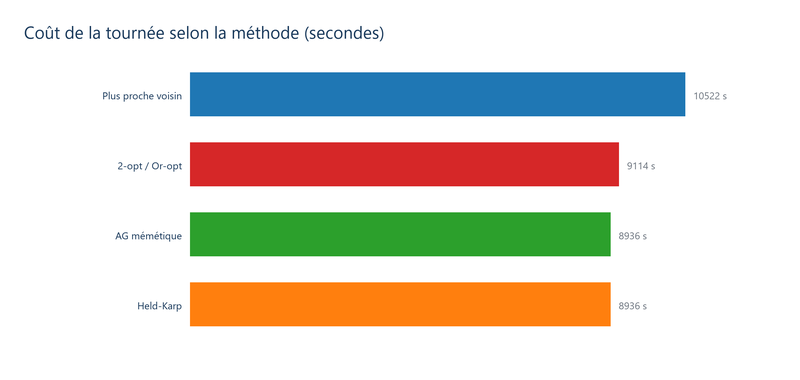 Coût de la tournée selon la méthode (secondes)
Plus proche voisin 10522 s
2-opt / Or-opt 9114 s
AG mémétique 8936 s
Held-Karp 8936 s